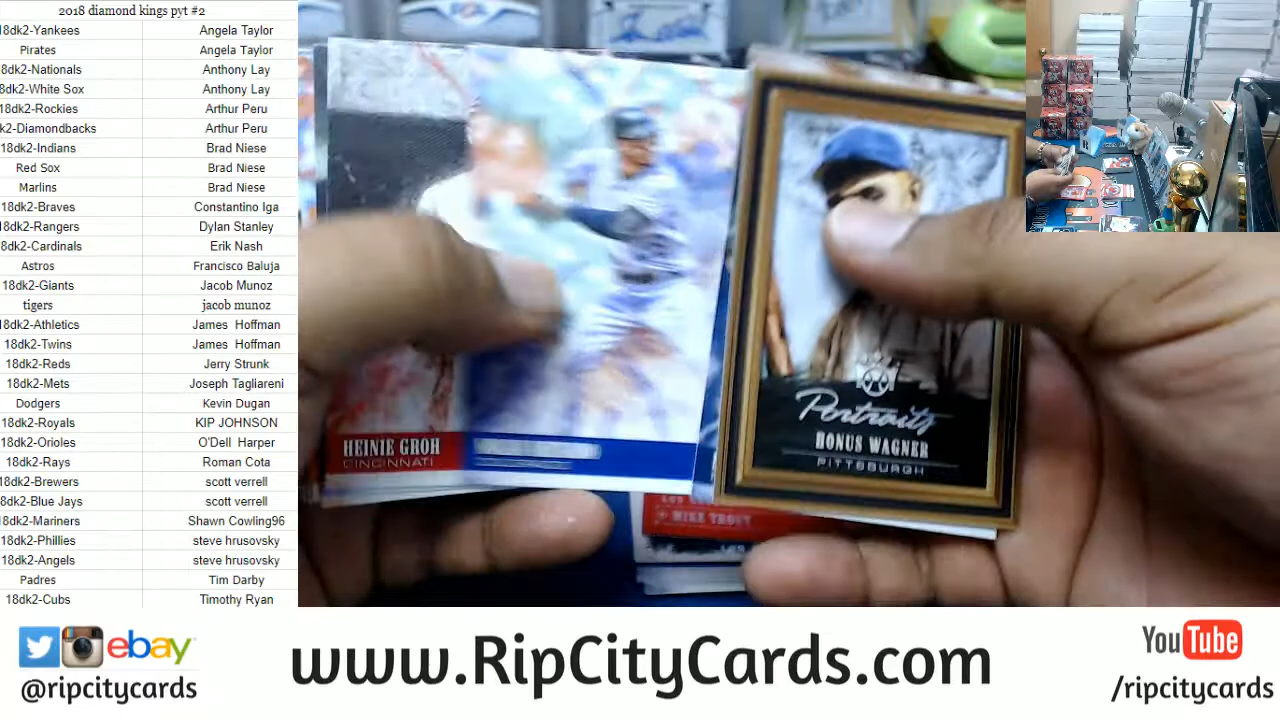 2018 diamond kings pyt #2
18dk2-Yankees Angela Taylor
Pirates Angela Taylor
8dk2-Nationals Anthony Lay
8dk2-White Sox Anthony Lay
8dk2-Rockies Arthur Peru
k2-Diamondbacks Arthur Peru
18dk2-Indians Brad Niese
Red Sox Brad Niese
Marlins Brad Niese
18dk2-Braves Constantino Iga
18dk2-Rangers Dylan Stanley
8dk2-Cardinals Erik Nash
Astros Francisco Baluja
18dk2-Giants Jacob Munoz
tigers jacob munoz
18dk2-Athletics James Hoffman
18dk2-Twins James Hoffman
18dk2-Reds Jerry Strunk
18dk2-Mets Joseph Tagliareni
Dodgers Kevin Dugan
18dk2-Royals KIP JOHNSON
18dk2-Orioles O'Dell Harper
18dk2-Rays Roman Cota
18dk2-Brewers scott verrell
8dk2-Blue Jays scott verrell
8dk2-Mariners Shawn Cowling96
18dk2-Phillies steve hrusovsky
18dk2-Angels steve hrusovsky
Padres Tim Darby
18dk2-Cubs Timothy Ryan
HEINIE GROH
CINCINNATI
Portraits
HONUS WAGNER
PITTSBURGH
MIKE TROUT
ebay
@ripcitycards
www.RipCityCards.com
YouTube
/ripcitycards